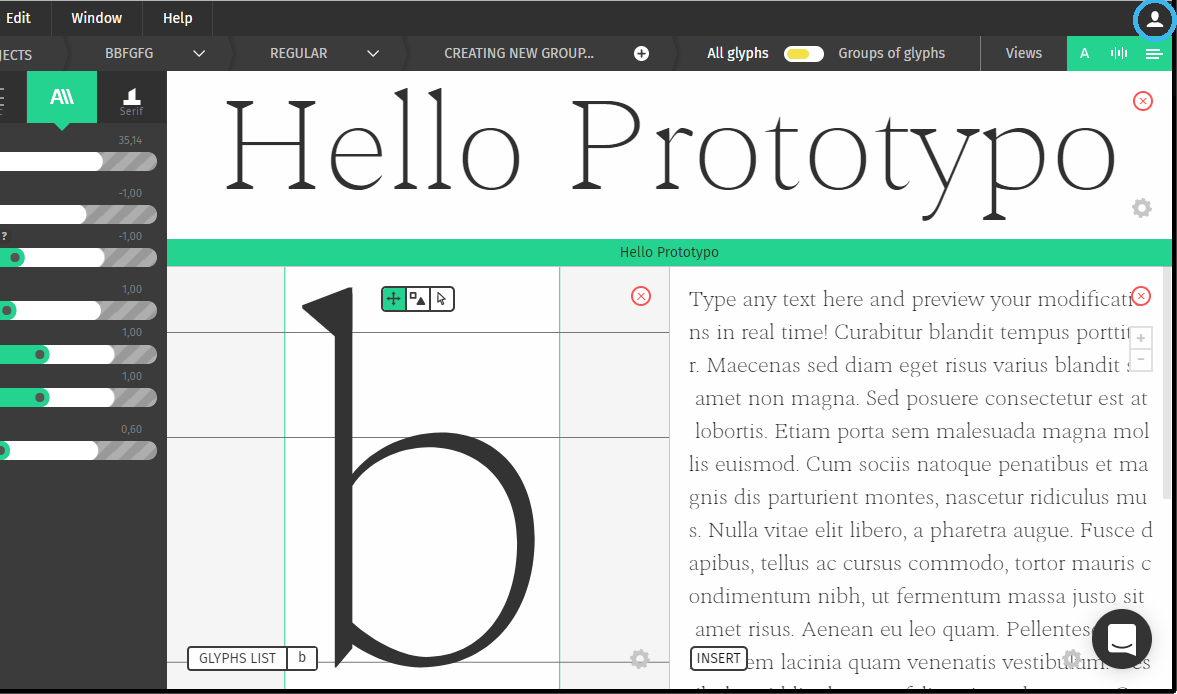 Edit Window Help
JECTS BBFGFG REGULAR CREATING NEW GROUP... All glyphs Groups of glyphs Views A
Serif
35,14
-1,00
? -1,00
1,00
1,00
1,00
0,60
Hello Prototypo
Hello Prototypo
b
GLYPHS LIST b
Type any text here and preview your modificati
ns in real time! Curabitur blandit tempus porttit
r. Maecenas sed diam eget risus varius blandit s
amet non magna. Sed posuere consectetur est at
lobortis. Etiam porta sem malesuada magna mol
lis euismod. Cum sociis natoque penatibus et ma
gnis dis parturient montes, nascetur ridiculus mu
s. Nulla vitae elit libero, a pharetra augue. Fusce d
apibus, tellus ac cursus commodo, tortor mauris c
ondimentum nibh, ut fermentum massa justo sit
amet risus. Aenean eu leo quam. Pellentes
INSERT em lacinia quam venenatis vestibulum.